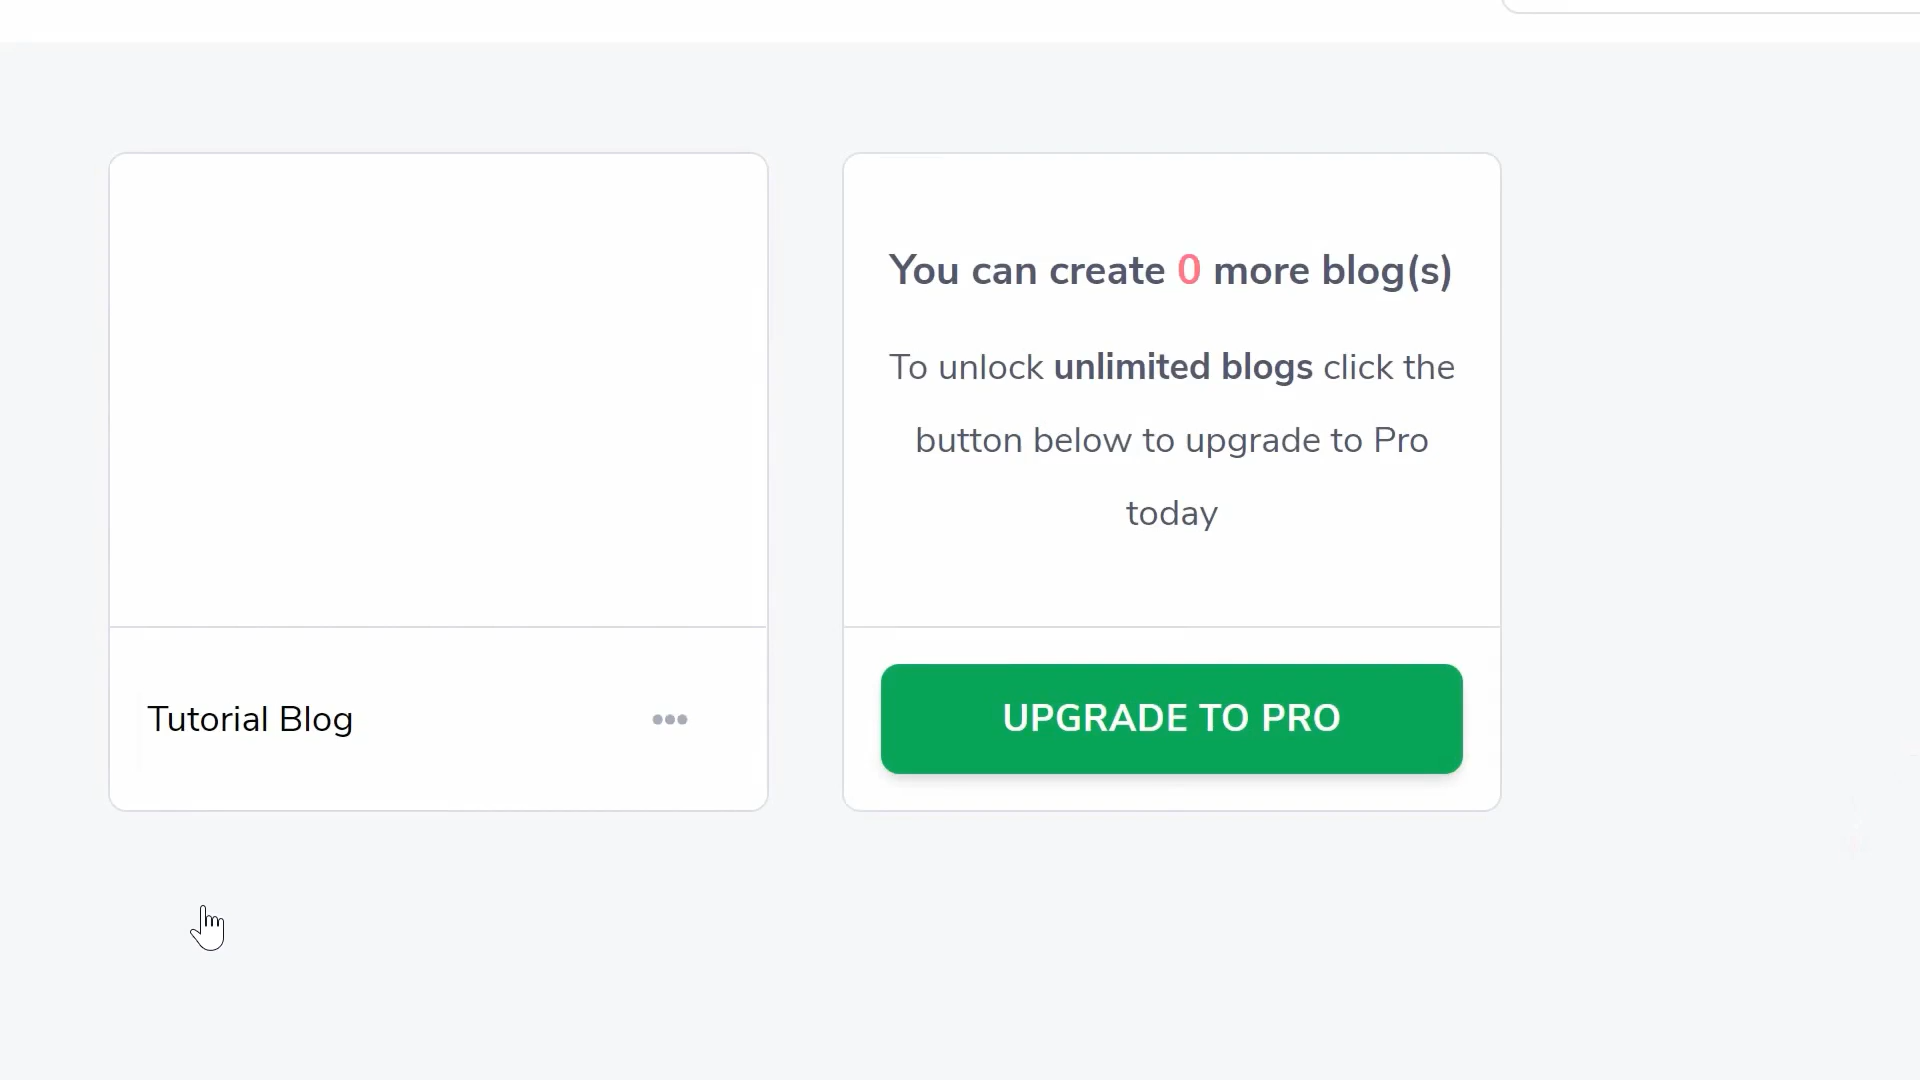 Tutorial Blog
You can create 0 more blog(s)
To unlock unlimited blogs click the
button below to upgrade to Pro
today
UPGRADE TO PRO